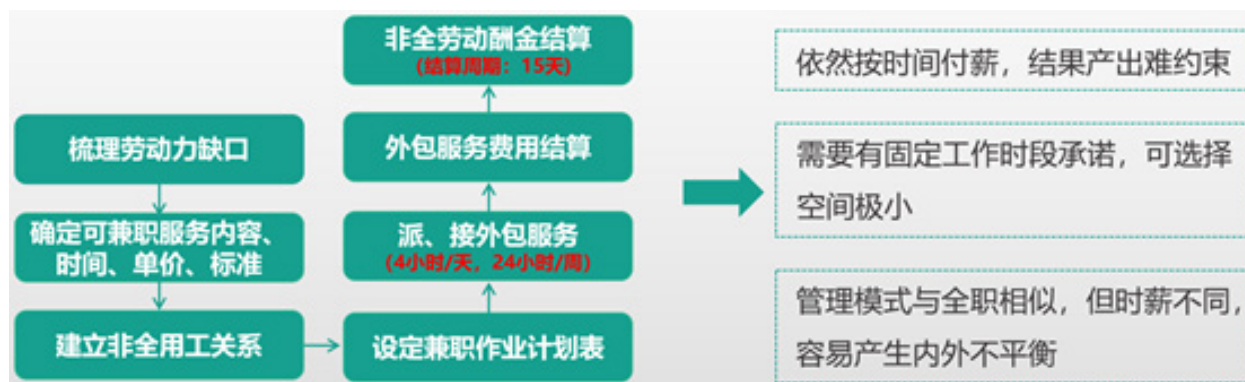 梳理劳动力缺口
确定可兼职服务内容、
时间、单价、标准
建立非全用工关系
设定兼职作业计划表
派、接外包服务
(4小时/天，24小时/周)
外包服务费用结算
非全劳动酬金结算
(结算周期：15天)
依然按时间付薪，结果产出难约束
需要有固定工作时段承诺，可选择
空间极小
管理模式与全职相似，但时薪不同，
容易产生内外不平衡